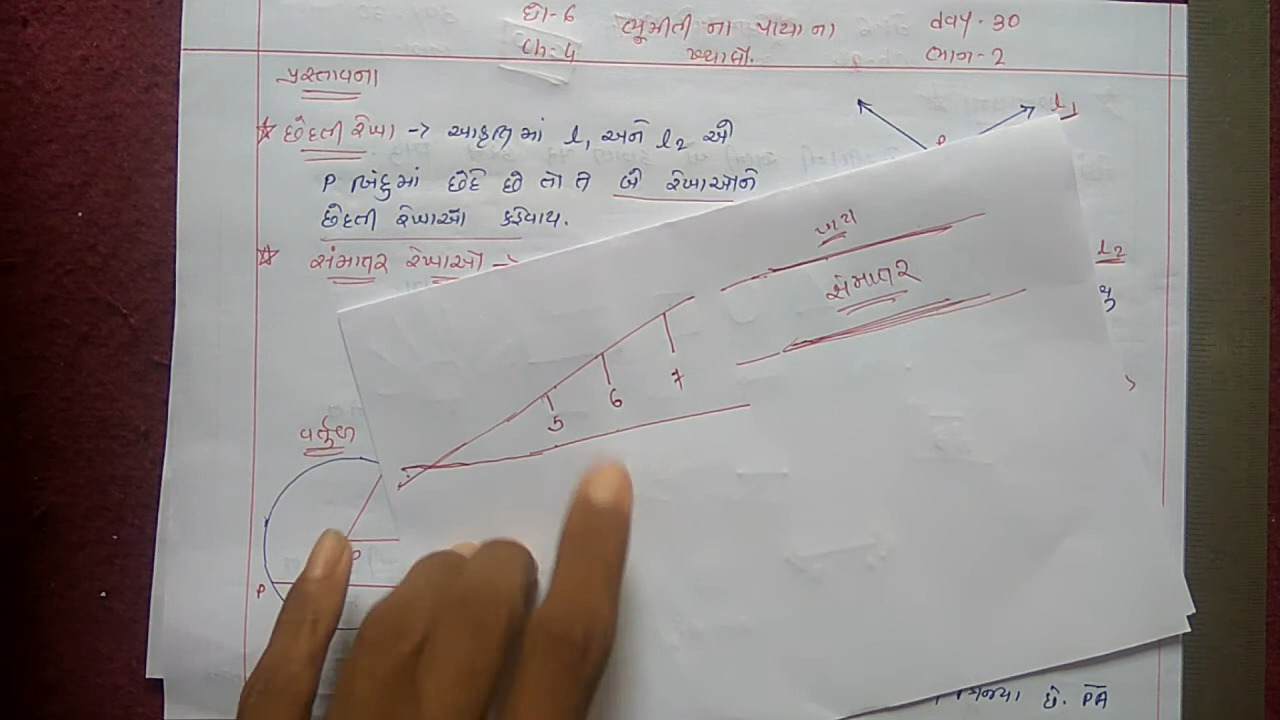 ધો-6 ભૂમીતી ના પાયા ના day. 30
Ch:4 ખ્યાલો. ભાગ-2
પ્રસ્તાવના
l1
☆ છેદતી રેખા -> આકૃતિ માં l1 અને l2 એ
P
P બિંદુમાં છેદે છે તો તે બે રેખાઓને
છેદતી રેખાઓ કહેવાય.
☆ સમાંતર રેખાઓ ->
l2
સમાંતર
5
6
7
વર્તુળ
P
છે. PA